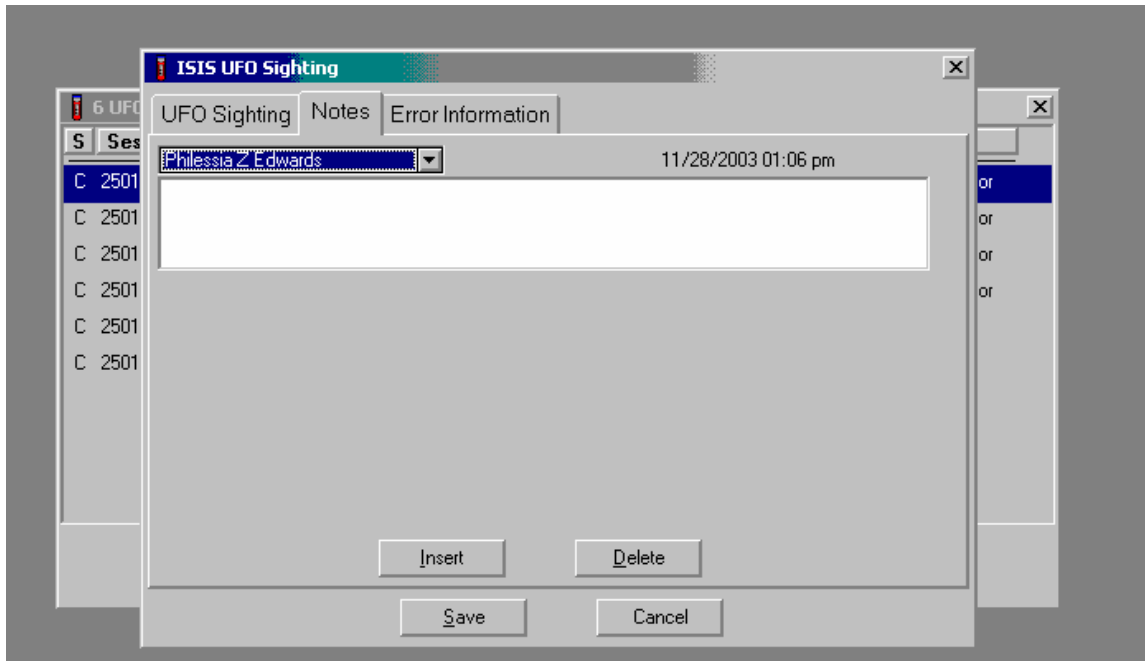 ISIS UFO Sighting
6 UFO
UFO Sighting Notes Error Information
S Ses
Philessia Z Edwards 11/28/2003 01:06 pm
C 2501 or
C 2501 or
C 2501 or
C 2501 or
C 2501
C 2501
Insert Delete
Save Cancel